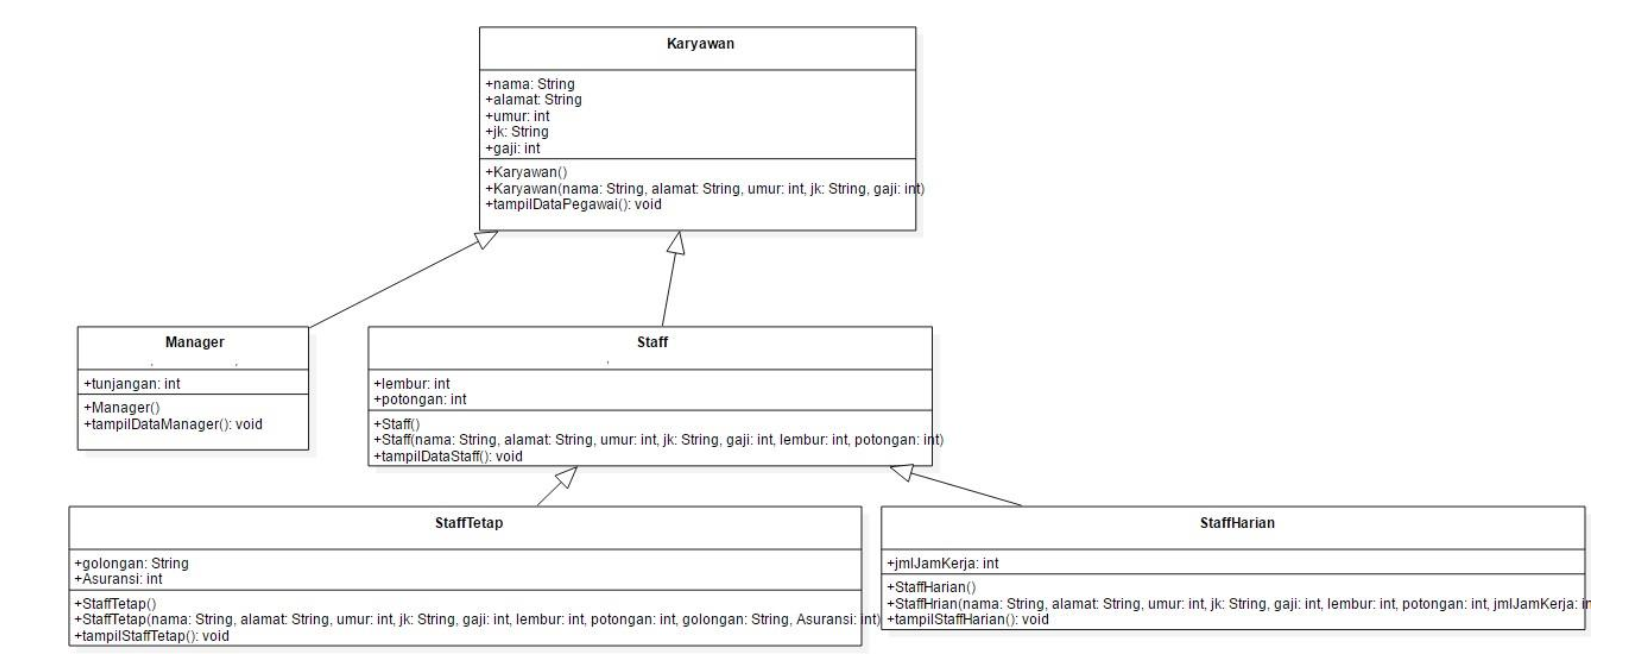 Karyawan
+nama: String
+alamat: String
+umur: int
+jk: String
+gaji: int
+Karyawan()
+Karyawan(nama: String, alamat: String, umur: int, jk: String, gaji: int)
+tampilDataPegawai(): void
Manager
+tunjangan: int
+Manager()
+tampilDataManager(): void
Staff
+lembur: int
+potongan: int
+Staff()
+Staff(nama: String, alamat: String, umur: int, jk: String, gaji: int, lembur: int, potongan: int)
+tampilDataStaff(): void
StaffTetap
+golongan: String
+Asuransi: int
+StaffTetap()
+StaffTetap(nama: String, alamat: String, umur: int, jk: String, gaji: int, lembur: int, potongan: int, golongan: String, Asuransi: int)
+tampilStaffTetap(): void
StaffHarian
+jmlJamKerja: int
+StaffHarian()
+StaffHrian(nama: String, alamat: String, umur: int, jk: String, gaji: int, lembur: int, potongan: int, jmlJamKerja:
+tampilStaffHarian(): void